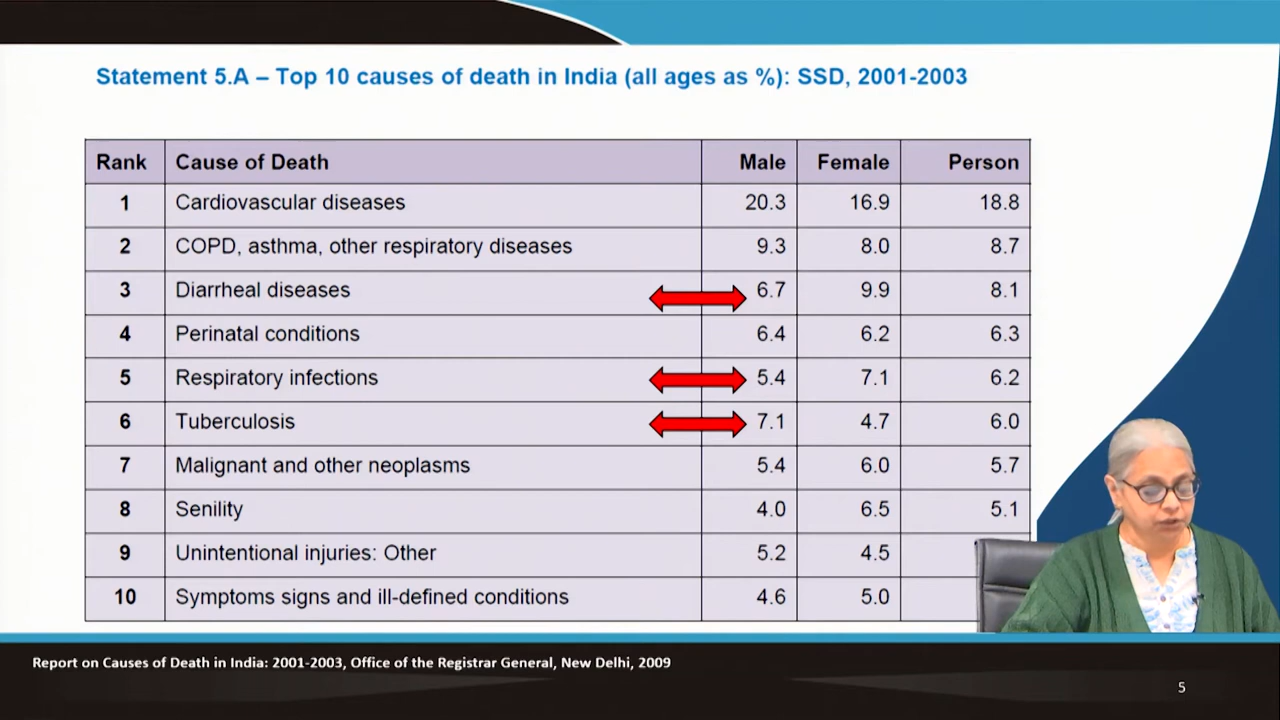 Statement 5.A – Top 10 causes of death in India (all ages as %): SSD, 2001-2003
Rank Cause of Death Male Female Person
1 Cardiovascular diseases 20.3 16.9 18.8
2 COPD, asthma, other respiratory diseases 9.3 8.0 8.7
3 Diarrheal diseases 6.7 9.9 8.1
4 Perinatal conditions 6.4 6.2 6.3
5 Respiratory infections 5.4 7.1 6.2
6 Tuberculosis 7.1 4.7 6.0
7 Malignant and other neoplasms 5.4 6.0 5.7
8 Senility 4.0 6.5 5.1
9 Unintentional injuries: Other 5.2 4.5
10 Symptoms signs and ill-defined conditions 4.6 5.0
Report on Causes of Death in India: 2001-2003, Office of the Registrar General, New Delhi, 2009
5